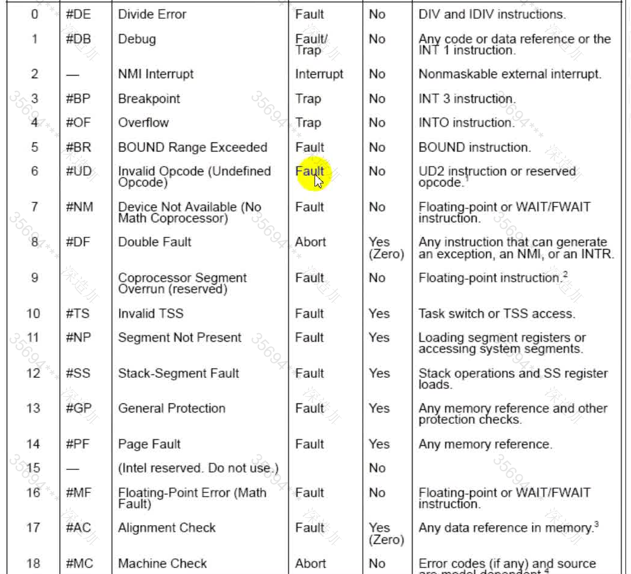 0 #DE Divide Error Fault No DIV and IDIV instructions.
1 #DB Debug Fault/ No Any code or data reference or the
Trap INT 1 instruction.
2 — NMI Interrupt Interrupt No Nonmaskable external interrupt.
3 #BP Breakpoint Trap No INT 3 instruction.
4 #OF Overflow Trap No INTO instruction.
5 #BR BOUND Range Exceeded Fault No BOUND instruction.
6 #UD Invalid Opcode (Undefined Fault No UD2 instruction or reserved
Opcode) opcode.1
7 #NM Device Not Available (No Fault No Floating-point or WAIT/FWAIT
Math Coprocessor) instruction.
8 #DF Double Fault Abort Yes Any instruction that can generate
(Zero) an exception, an NMI, or an INTR.
9 Coprocessor Segment Fault No Floating-point instruction.2
Overrun (reserved)
10 #TS Invalid TSS Fault Yes Task switch or TSS access.
11 #NP Segment Not Present Fault Yes Loading segment registers or
accessing system segments.
12 #SS Stack-Segment Fault Fault Yes Stack operations and SS register
loads.
13 #GP General Protection Fault Yes Any memory reference and other
protection checks.
14 #PF Page Fault Fault Yes Any memory reference.
15 — (Intel reserved. Do not use.) No
16 #MF Floating-Point Error (Math Fault No Floating-point or WAIT/FWAIT
Fault) instruction.
17 #AC Alignment Check Fault Yes Any data reference in memory.3
(Zero)
18 #MC Machine Check Abort No Error codes (if any) and source
are model dependent.4